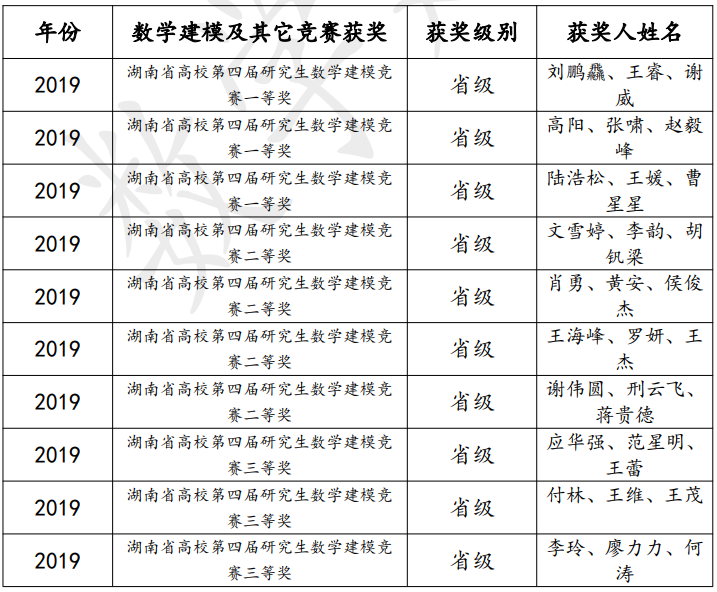 年份 数学建模及其它竞赛获奖 获奖级别 获奖人姓名
2019 湖南省高校第四届研究生数学建模竞 省级 刘鹏飝、王睿、谢
赛一等奖 威
2019 湖南省高校第四届研究生数学建模竞 省级 高阳、张啸、赵毅
赛一等奖 峰
2019 湖南省高校第四届研究生数学建模竞 省级 陆浩松、王媛、曹
赛一等奖 星星
2019 湖南省高校第四届研究生数学建模竞 省级 文雪婷、李韵、胡
赛二等奖 钒梁
2019 湖南省高校第四届研究生数学建模竞 省级 肖勇、黄安、侯俊
赛二等奖 杰
2019 湖南省高校第四届研究生数学建模竞 省级 王海峰、罗妍、王
赛二等奖 杰
2019 湖南省高校第四届研究生数学建模竞 省级 谢伟圆、刑云飞、
赛二等奖 蒋贵德
2019 湖南省高校第四届研究生数学建模竞 省级 应华强、范星明、
赛三等奖 王蕾
2019 湖南省高校第四届研究生数学建模竞 省级 付林、王维、王茂
赛三等奖
2019 湖南省高校第四届研究生数学建模竞 省级 李玲、廖力力、何
赛三等奖 涛
数学